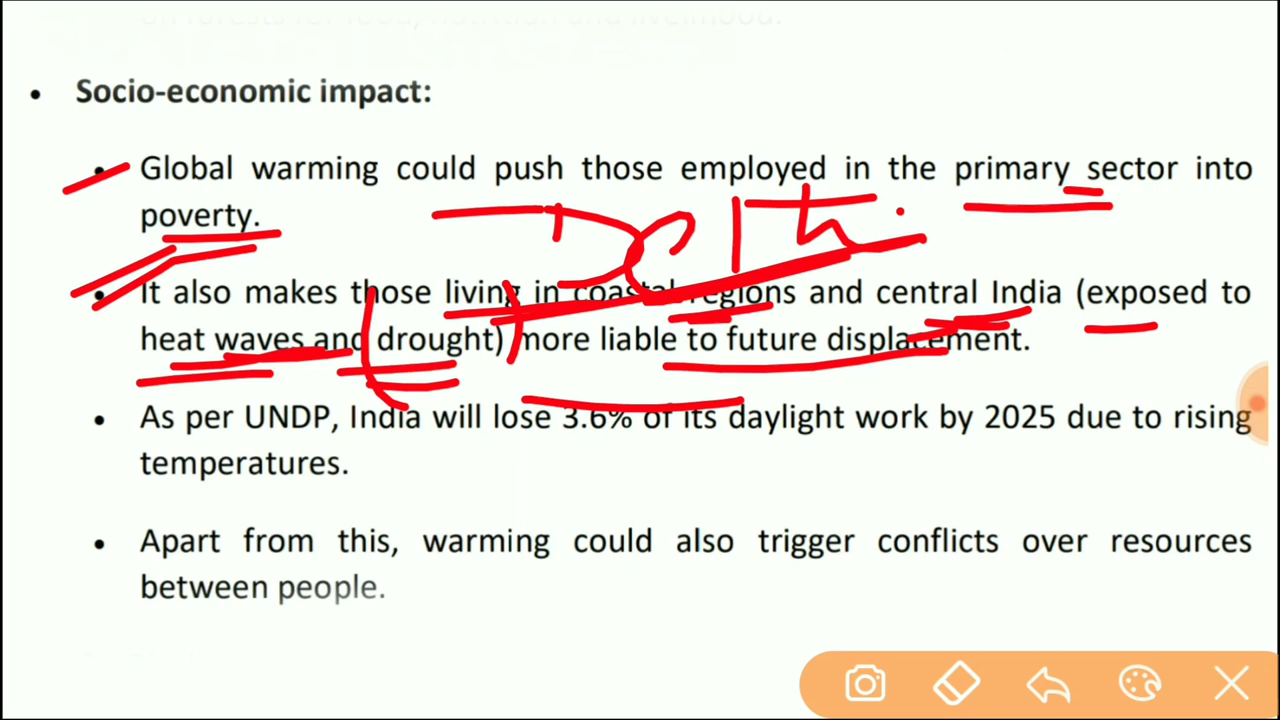 Socio-economic impact:
Global warming could push those employed in the primary sector into
poverty.
It also makes those living in coastal regions and central India (exposed to
heat waves and drought) more liable to future displacement.
As per UNDP, India will lose 3.6% of its daylight work by 2025 due to rising
temperatures.
Apart from this, warming could also trigger conflicts over resources
between people.